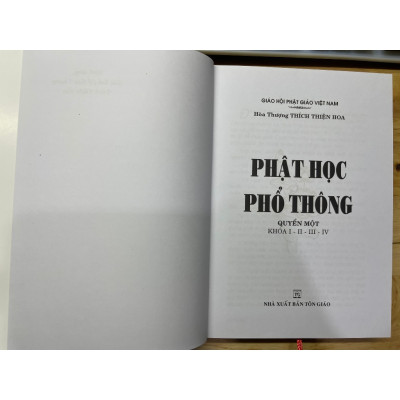 GIÁO HỘI PHẬT GIÁO VIỆT NAM
Hòa Thượng THÍCH THIỆN HOA
PHẬT HỌC
PHỔ THÔNG
QUYỂN MỘT
KHÓA I - II - III - IV
NHÀ XUẤT BẢN TÔN GIÁO